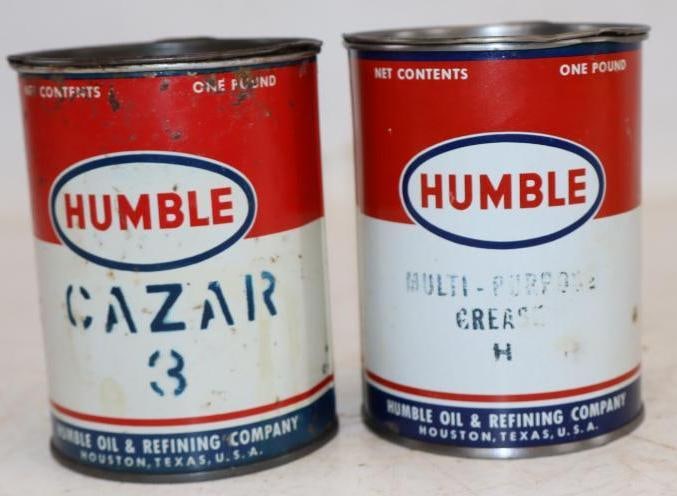 NET CONTENTS ONE POUND
HUMBLE
CAZAR
3
HUMBLE OIL & REFINING COMPANY
HOUSTON, TEXAS, U.S.A.
NET CONTENTS ONE POUND
HUMBLE
MULTI-PURPOSE
GREASE
H
HUMBLE OIL & REFINING COMPANY
HOUSTON, TEXAS, U.S.A.